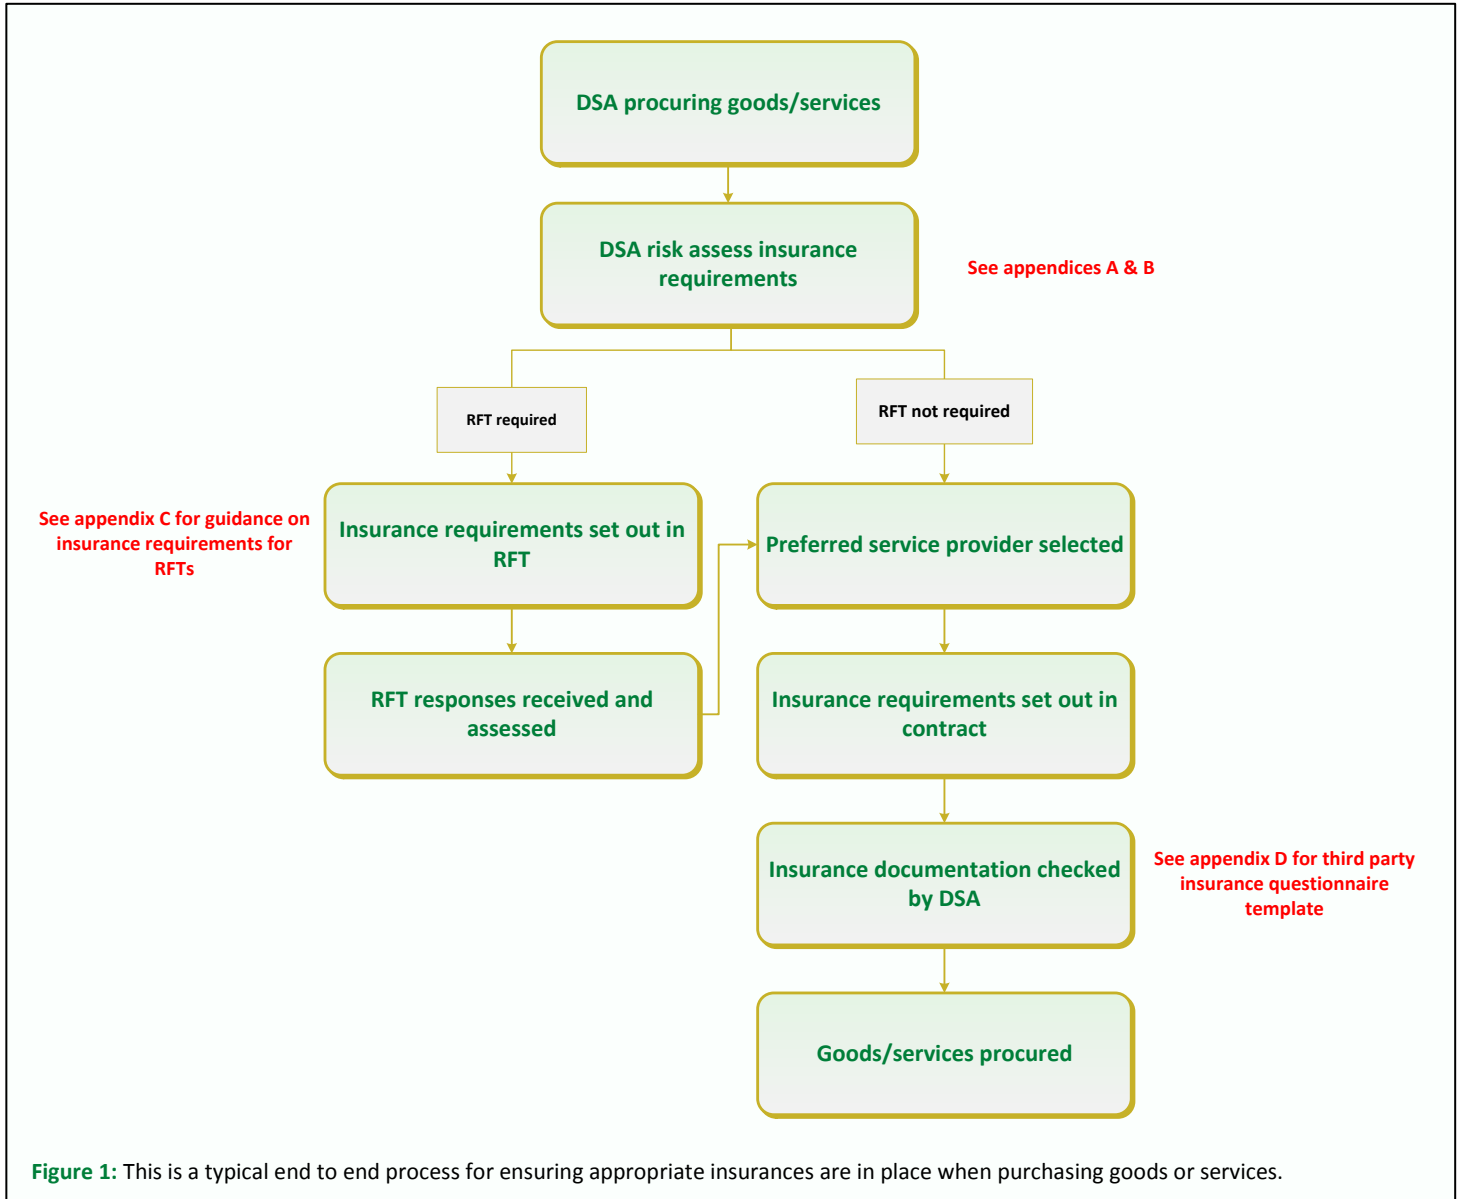 DSA procuring goods/services
DSA risk assess insurance
requirements
See appendices A & B
RFT required
RFT not required
See appendix C for guidance on
insurance requirements for
RFTs
Insurance requirements set out in
RFT
Preferred service provider selected
RFT responses received and
assessed
Insurance requirements set out in
contract
Insurance documentation checked
by DSA
See appendix D for third party
insurance questionnaire
template
Goods/services procured
Figure 1: This is a typical end to end process for ensuring appropriate insurances are in place when purchasing goods or services.